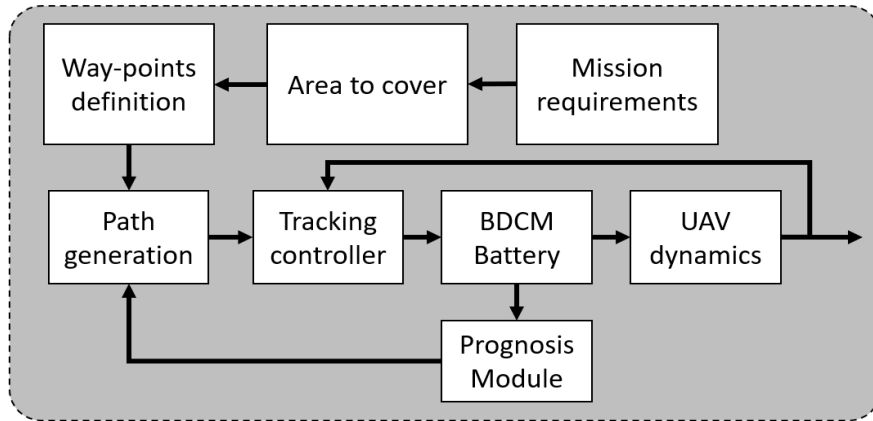 Way-points
definition
Area to cover
Mission
requirements
Path
generation
Tracking
controller
BDCM
Battery
UAV
dynamics
Prognosis
Module